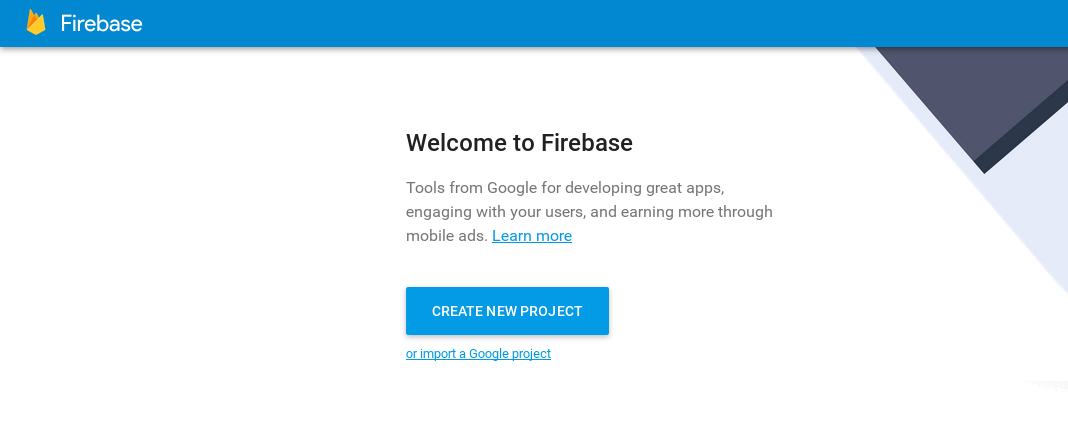 Firebase
Welcome to Firebase
Tools from Google for developing great apps,
engaging with your users, and earning more through
mobile ads. Learn more
CREATE NEW PROJECT
or import a Google project